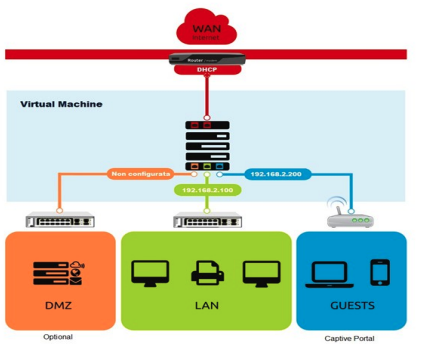 WAN
Internet
Router
DHCP
Virtual Machine
Non configurata
192.168.2.200
192.168.2.100
DMZ
LAN
GUESTS
Optional
Captive Portal